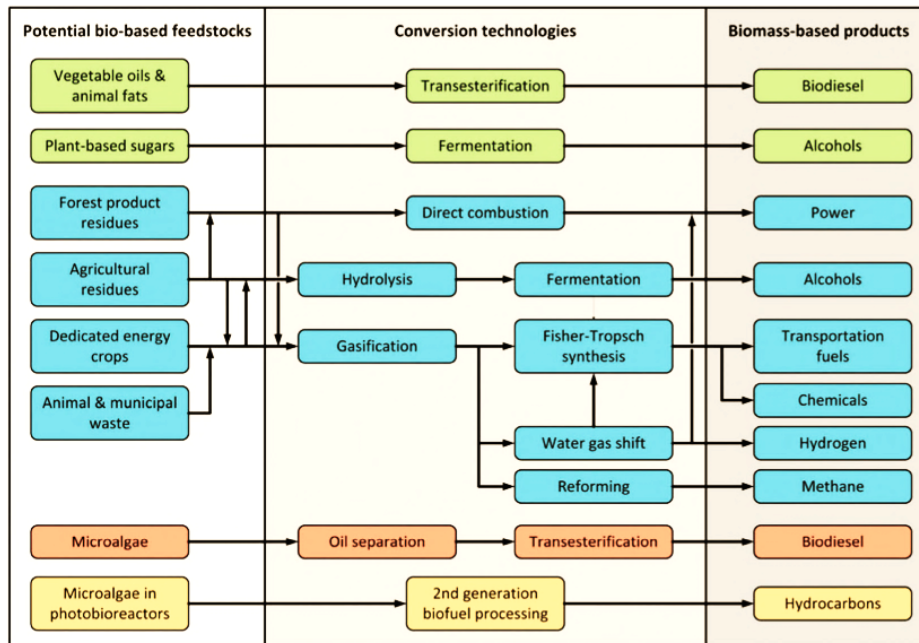 Potential bio-based feedstocks
Conversion technologies
Biomass-based products
Vegetable oils &
animal fats
Transesterification
Biodiesel
Plant-based sugars
Fermentation
Alcohols
Forest product
residues
Direct combustion
Power
Agricultural
residues
Hydrolysis
Fermentation
Alcohols
Dedicated energy
crops
Gasification
Fisher-Tropsch
synthesis
Transportation
fuels
Chemicals
Animal & municipal
waste
Water gas shift
Hydrogen
Reforming
Methane
Microalgae
Oil separation
Transesterification
Biodiesel
Microalgae in
photobioreactors
2nd generation
biofuel processing
Hydrocarbons